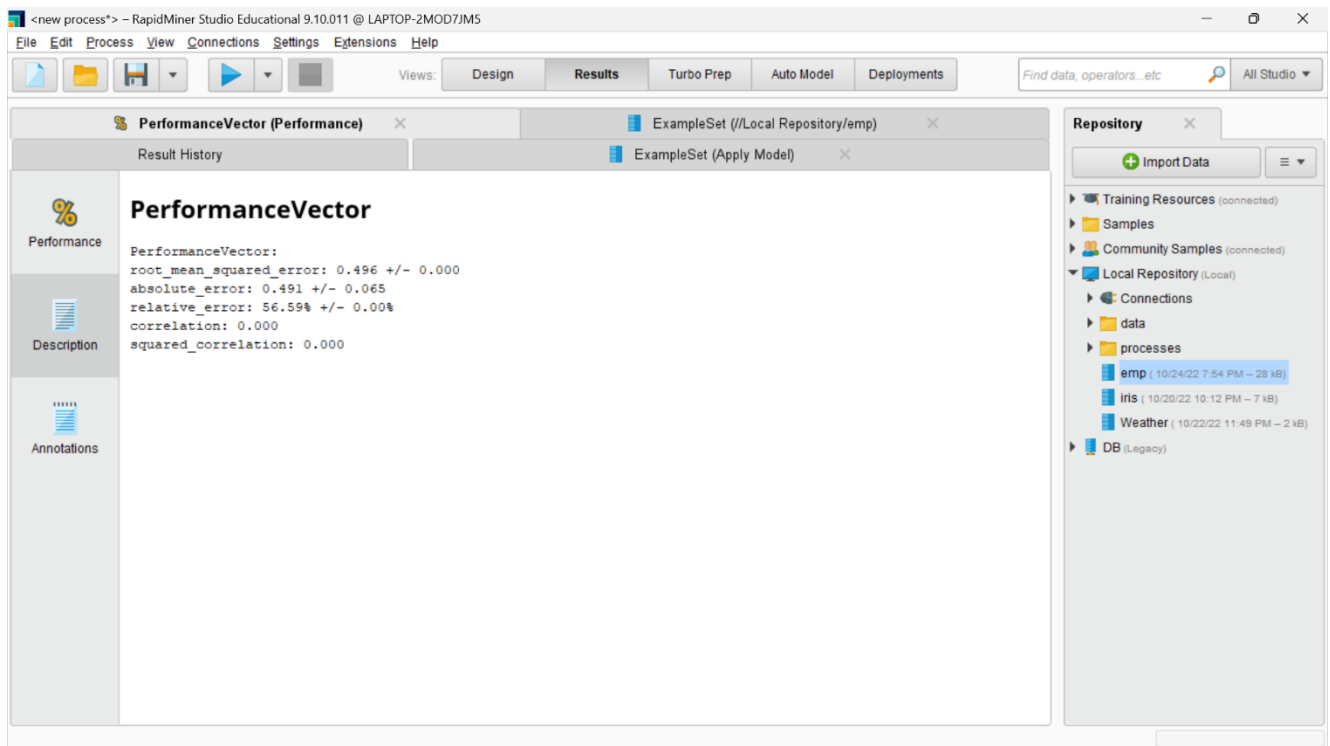 <new process*> – RapidMiner Studio Educational 9.10.011 @ LAPTOP-2MOD7JM5
File Edit Process View Connections Settings Extensions Help
Views: Design Results Turbo Prep Auto Model Deployments Find data, operators...etc All Studio
PerformanceVector (Performance) ExampleSet (//Local Repository/emp)
Result History ExampleSet (Apply Model)
Performance
Description
Annotations
PerformanceVector
PerformanceVector:
root_mean_squared_error: 0.496 +/- 0.000
absolute_error: 0.491 +/- 0.065
relative_error: 56.59% +/- 0.00%
correlation: 0.000
squared_correlation: 0.000
Repository
Import Data
Training Resources (connected)
Samples
Community Samples (connected)
Local Repository (Local)
Connections
data
processes
emp ( 10/24/22 7:54 PM – 28 kB)
iris ( 10/20/22 10:12 PM – 7 kB)
Weather ( 10/22/22 11:49 PM – 2 kB)
DB (Legacy)